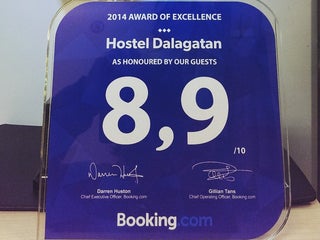 2014 AWARD OF EXCELLENCE
Hostel Dalagatan
AS HONOURED BY OUR GUESTS
8,9
/10
Darren Huston
Chief Executive Officer, Booking.com
Gillian Tans
Chief Operating Officer, Booking.com
Booking.com